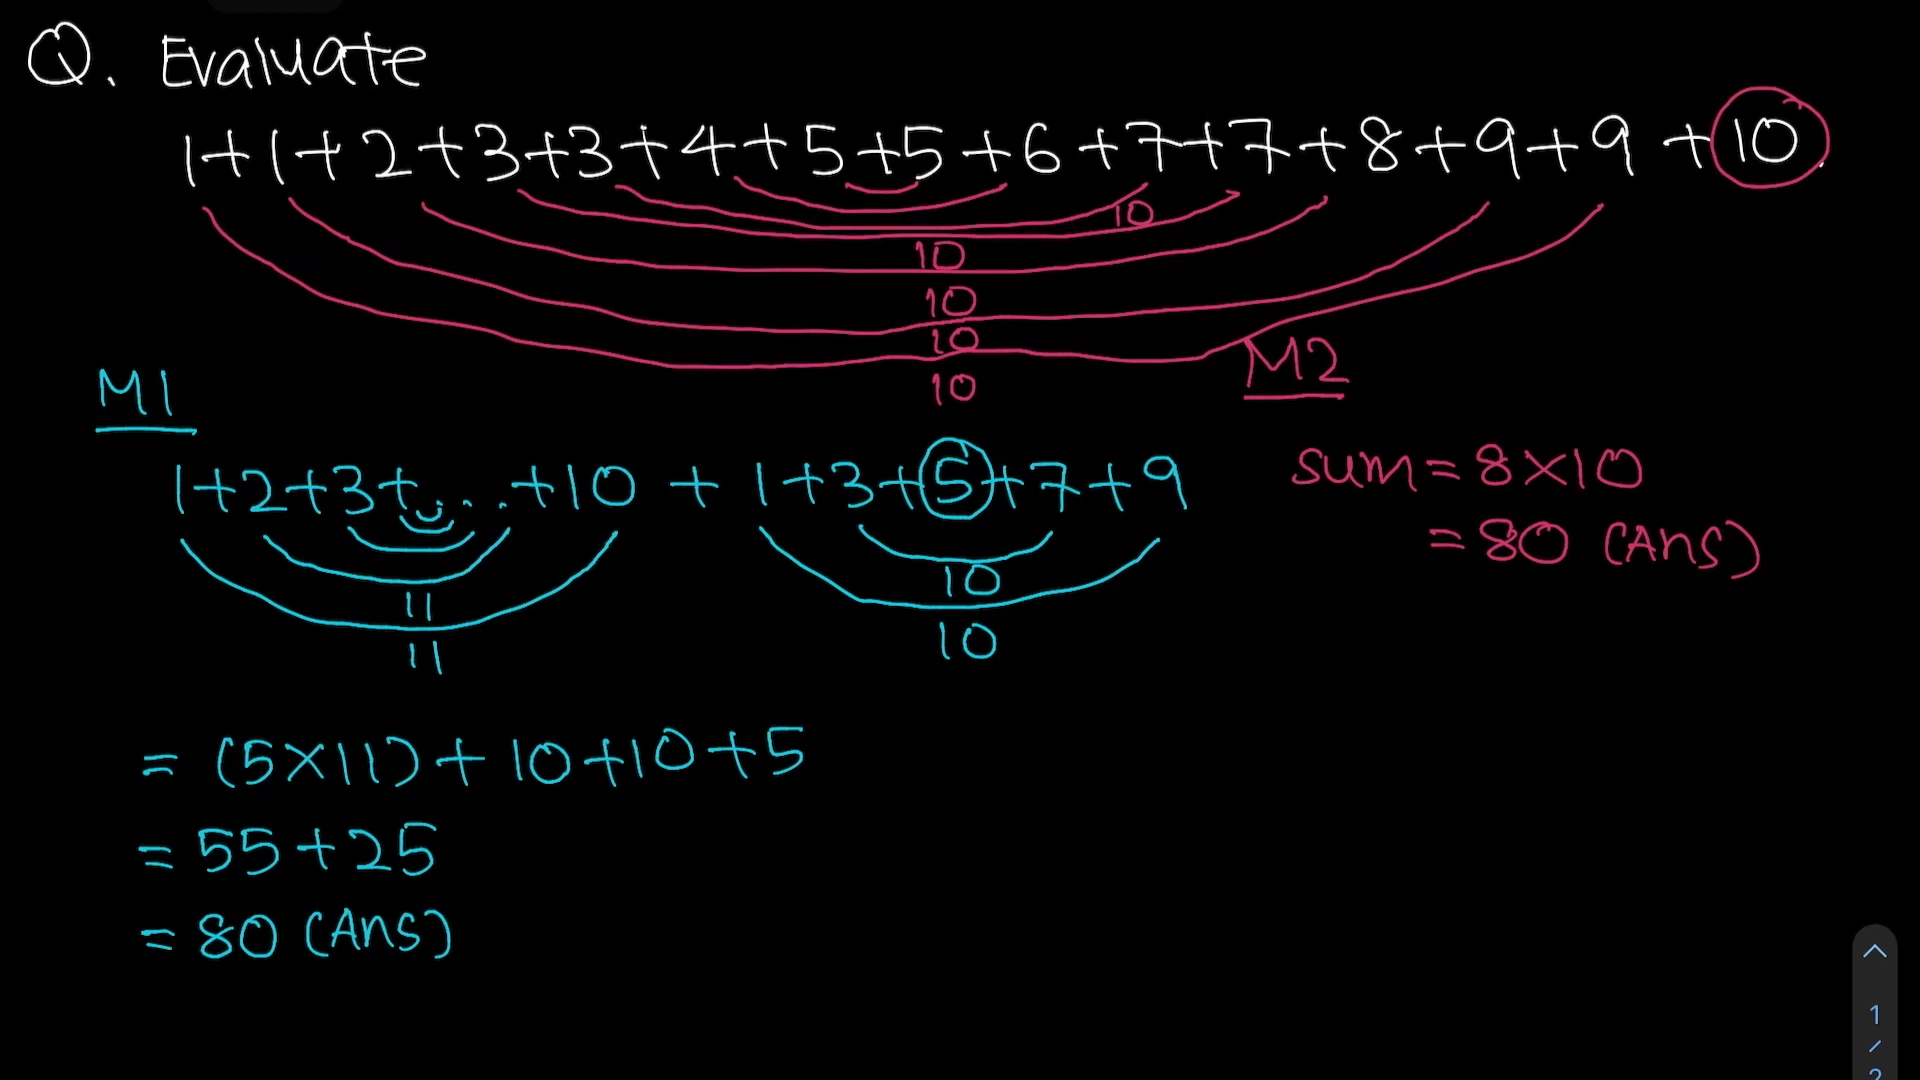 Q. Evaluate
1+1+2+3+3+4+5+5+6+7+7+8+9+9+10
10
10
10
10
10
M1
M2
1+2+3+...+10 + 1+3+5+7+9
11
11
10
10
sum = 8×10
= 80 (Ans)
= (5×11) + 10+10+5
= 55+25
= 80 (Ans)
1
/
2